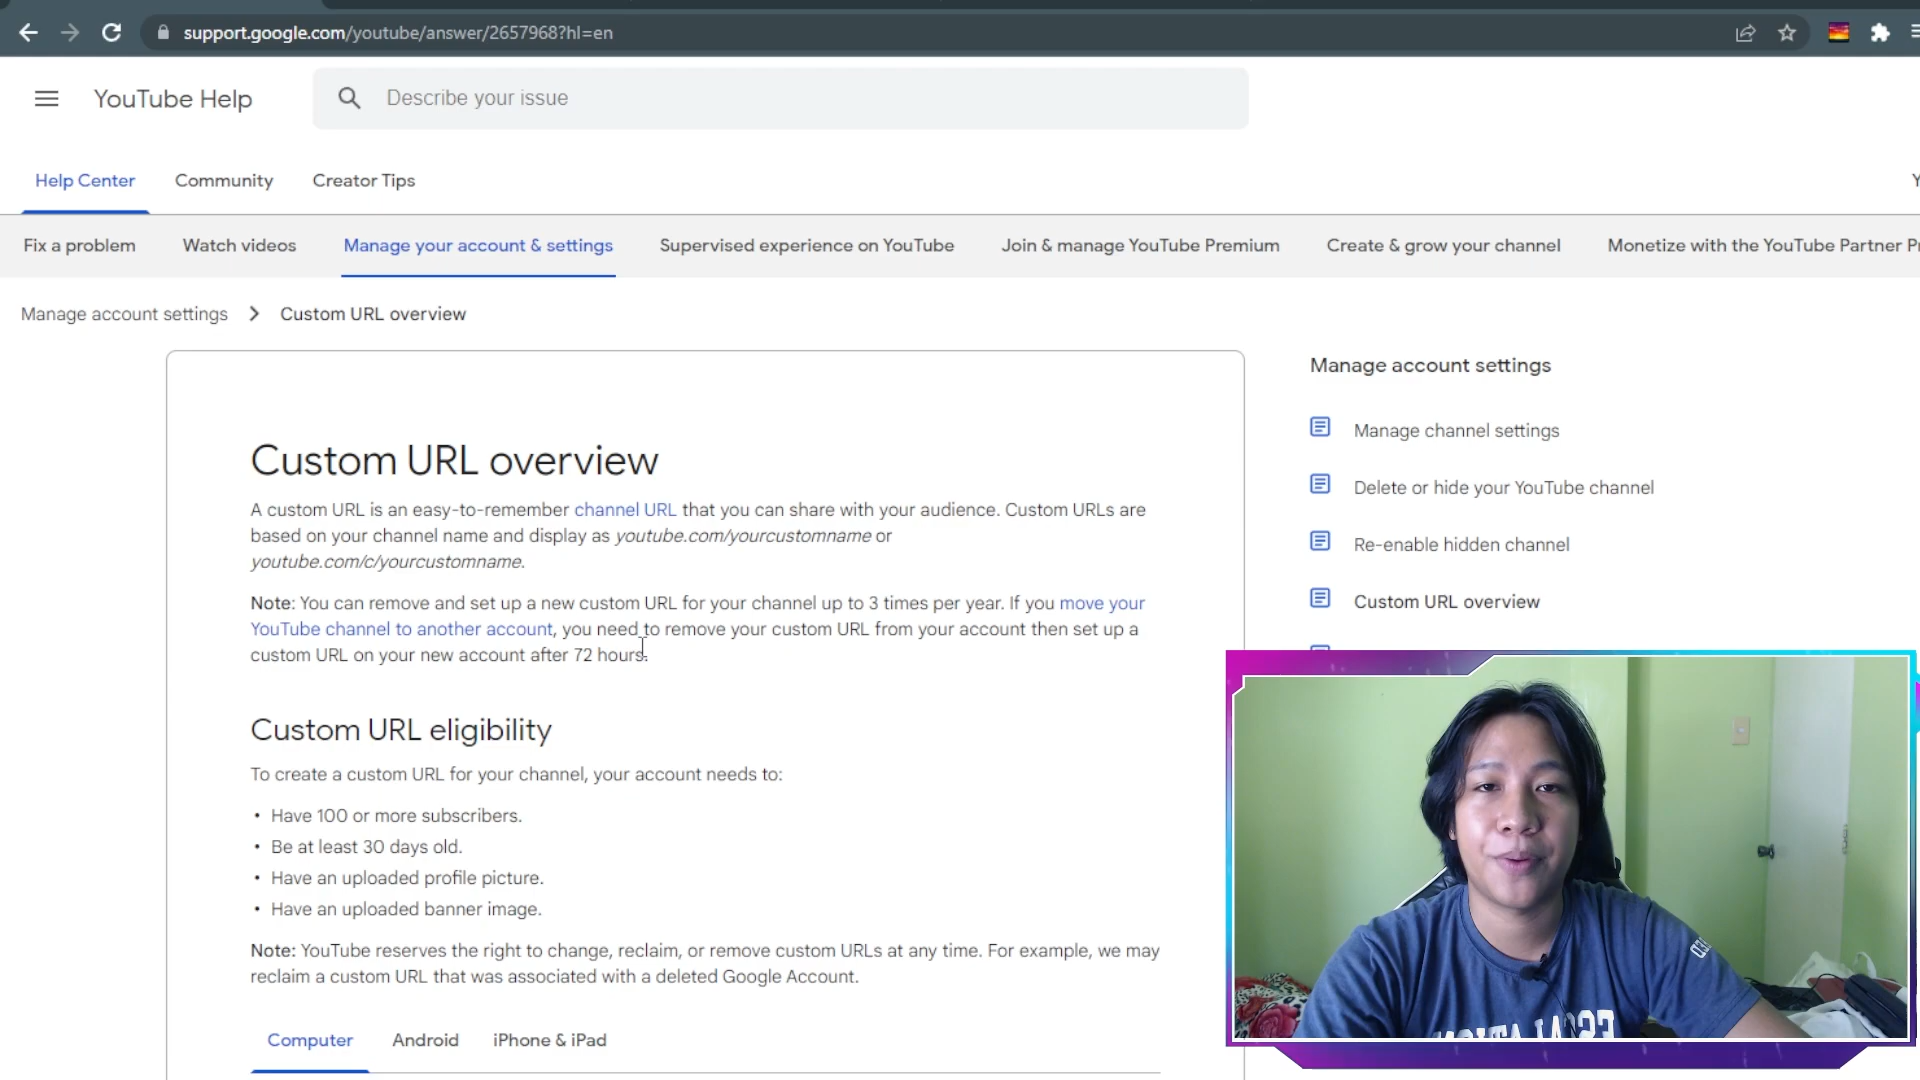 support.google.com/youtube/answer/2657968?hl=en
YouTube Help
Describe your issue
Help Center Community Creator Tips
Fix a problem Watch videos Manage your account & settings Supervised experience on YouTube Join & manage YouTube Premium Create & grow your channel Monetize with the YouTube Partner
Manage account settings > Custom URL overview
Manage account settings
Manage channel settings
Delete or hide your YouTube channel
Re-enable hidden channel
Custom URL overview
Custom URL overview
A custom URL is an easy-to-remember channel URL that you can share with your audience. Custom URLs are
based on your channel name and display as youtube.com/yourcustomname or
youtube.com/c/yourcustomname.
Note: You can remove and set up a new custom URL for your channel up to 3 times per year. If you move your
YouTube channel to another account, you need to remove your custom URL from your account then set up a
custom URL on your new account after 72 hours.
Custom URL eligibility
To create a custom URL for your channel, your account needs to:
• Have 100 or more subscribers.
• Be at least 30 days old.
• Have an uploaded profile picture.
• Have an uploaded banner image.
Note: YouTube reserves the right to change, reclaim, or remove custom URLs at any time. For example, we may
reclaim a custom URL that was associated with a deleted Google Account.
Computer Android iPhone & iPad